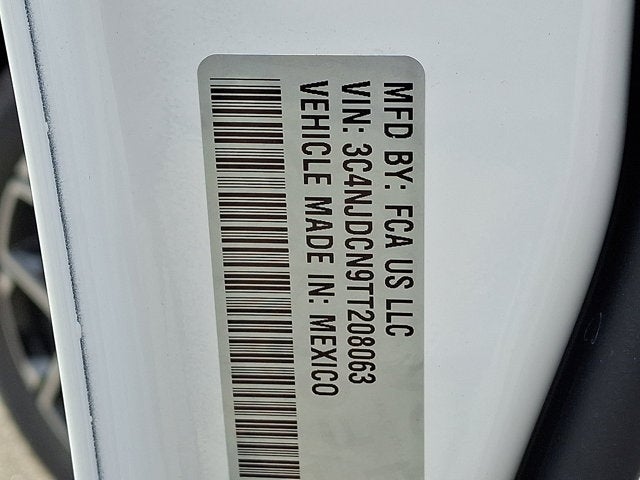 MFD BY: FCA US LLC
VIN: 3C4NJDCN9TT208063
VEHICLE MADE IN: MEXICO